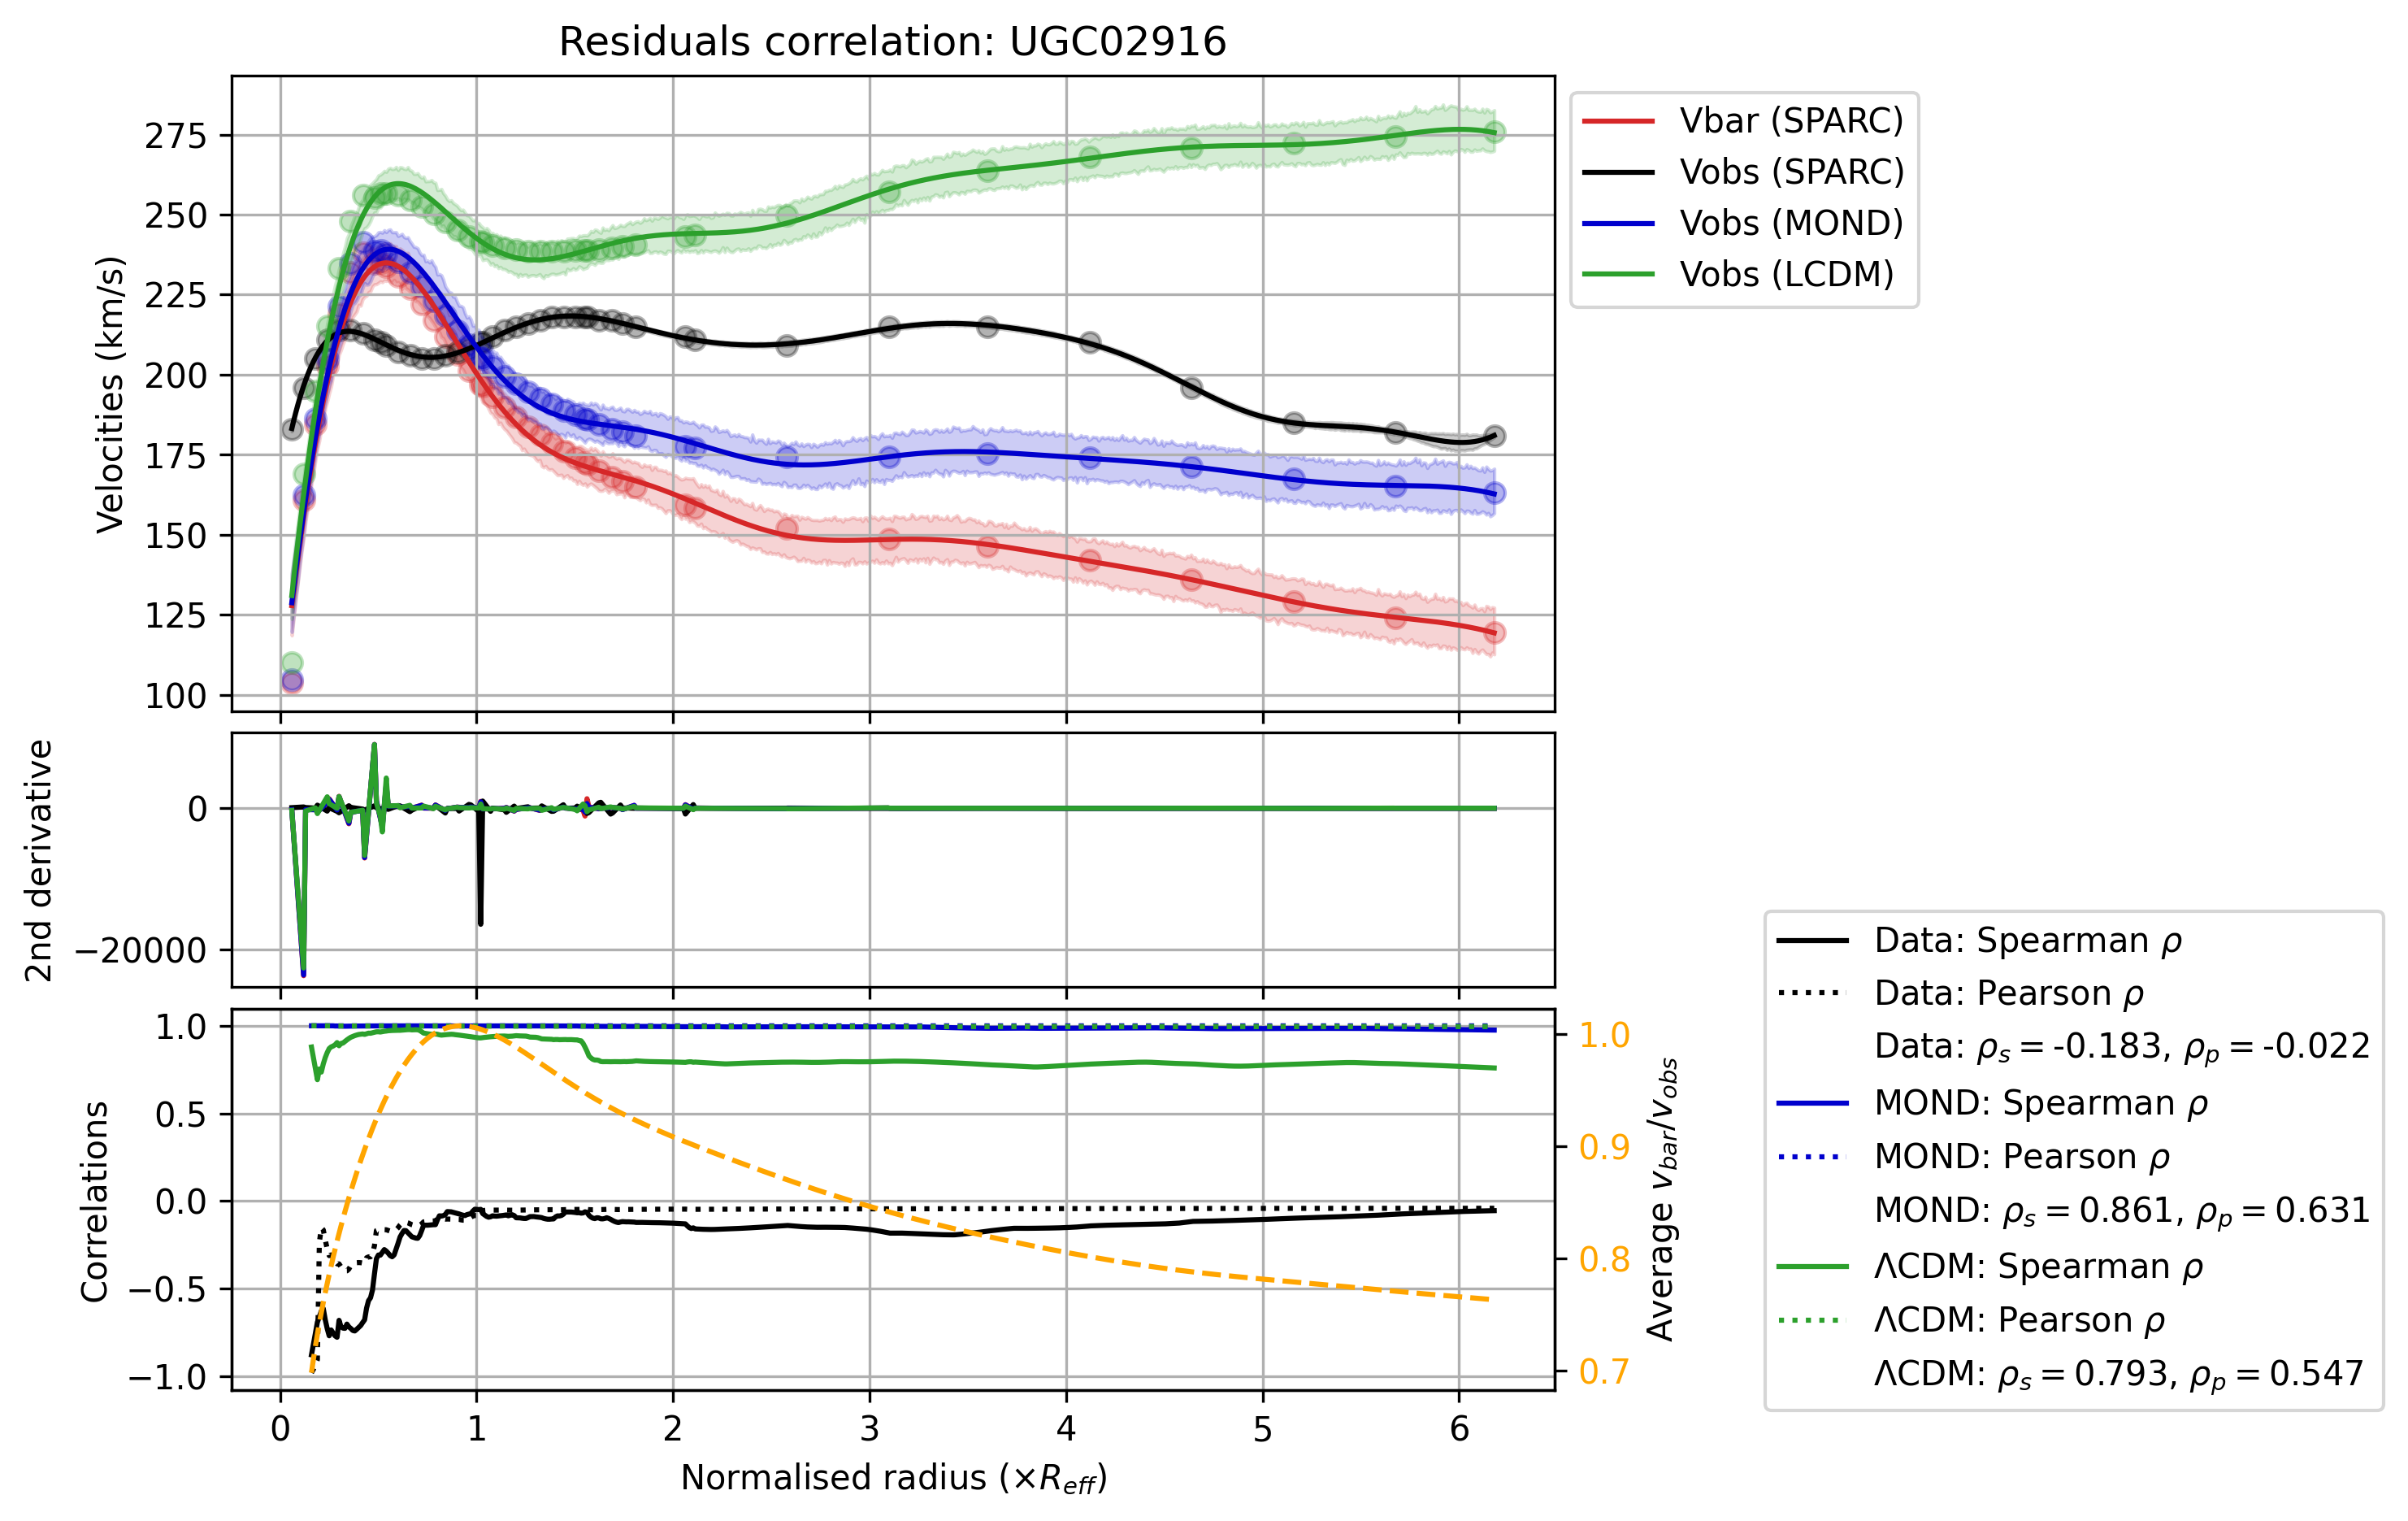 Residuals correlation: UGC02916
Velocities (km/s)
275
250
225
200
175
150
125
100
Vbar (SPARC)
Vobs (SPARC)
Vobs (MOND)
Vobs (LCDM)
2nd derivative
0
−20000
Correlations
1.0
0.5
0.0
−0.5
−1.0
1.0
0.9
0.8
0.7
Average v_bar/v_obs
0 1 2 3 4 5 6
Normalised radius (×R_eff)
Data: Spearman ρ
Data: Pearson ρ
Data: ρ_s = -0.183, ρ_p = -0.022
MOND: Spearman ρ
MOND: Pearson ρ
MOND: ρ_s = 0.861, ρ_p = 0.631
ΛCDM: Spearman ρ
ΛCDM: Pearson ρ
ΛCDM: ρ_s = 0.793, ρ_p = 0.547